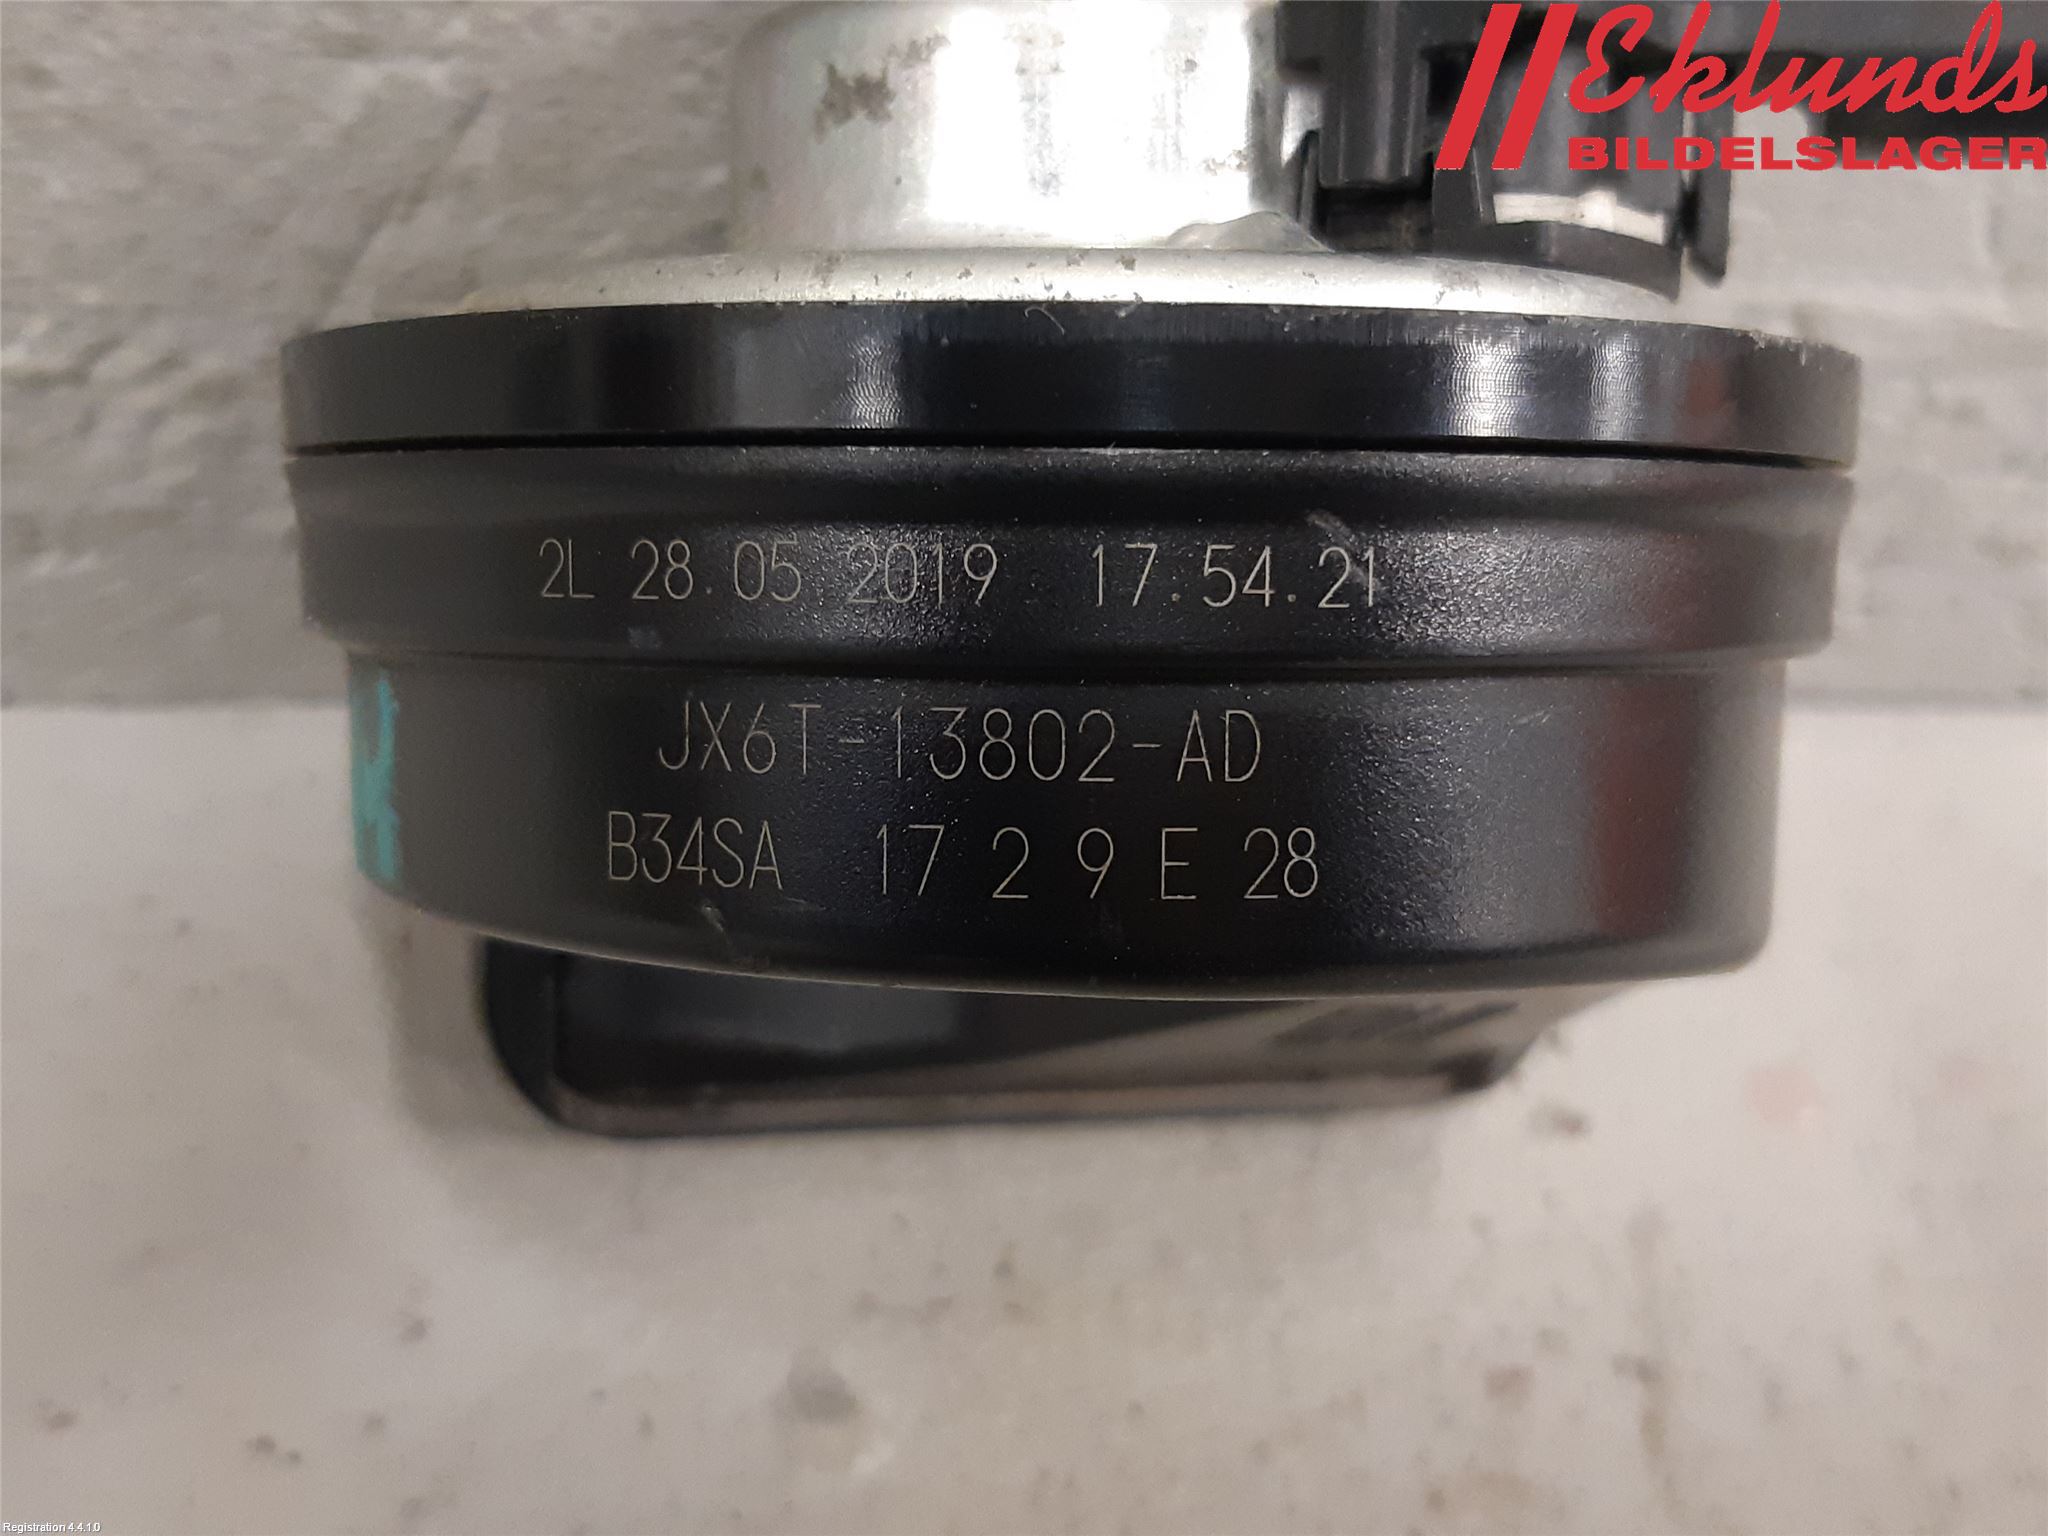 Eklunds
BILDELSLAGER
2L 28.05 2019 17.54.21
JX6T-13802-AD
B34SA 17 2 9 E 28
Registration 4.4.1.0